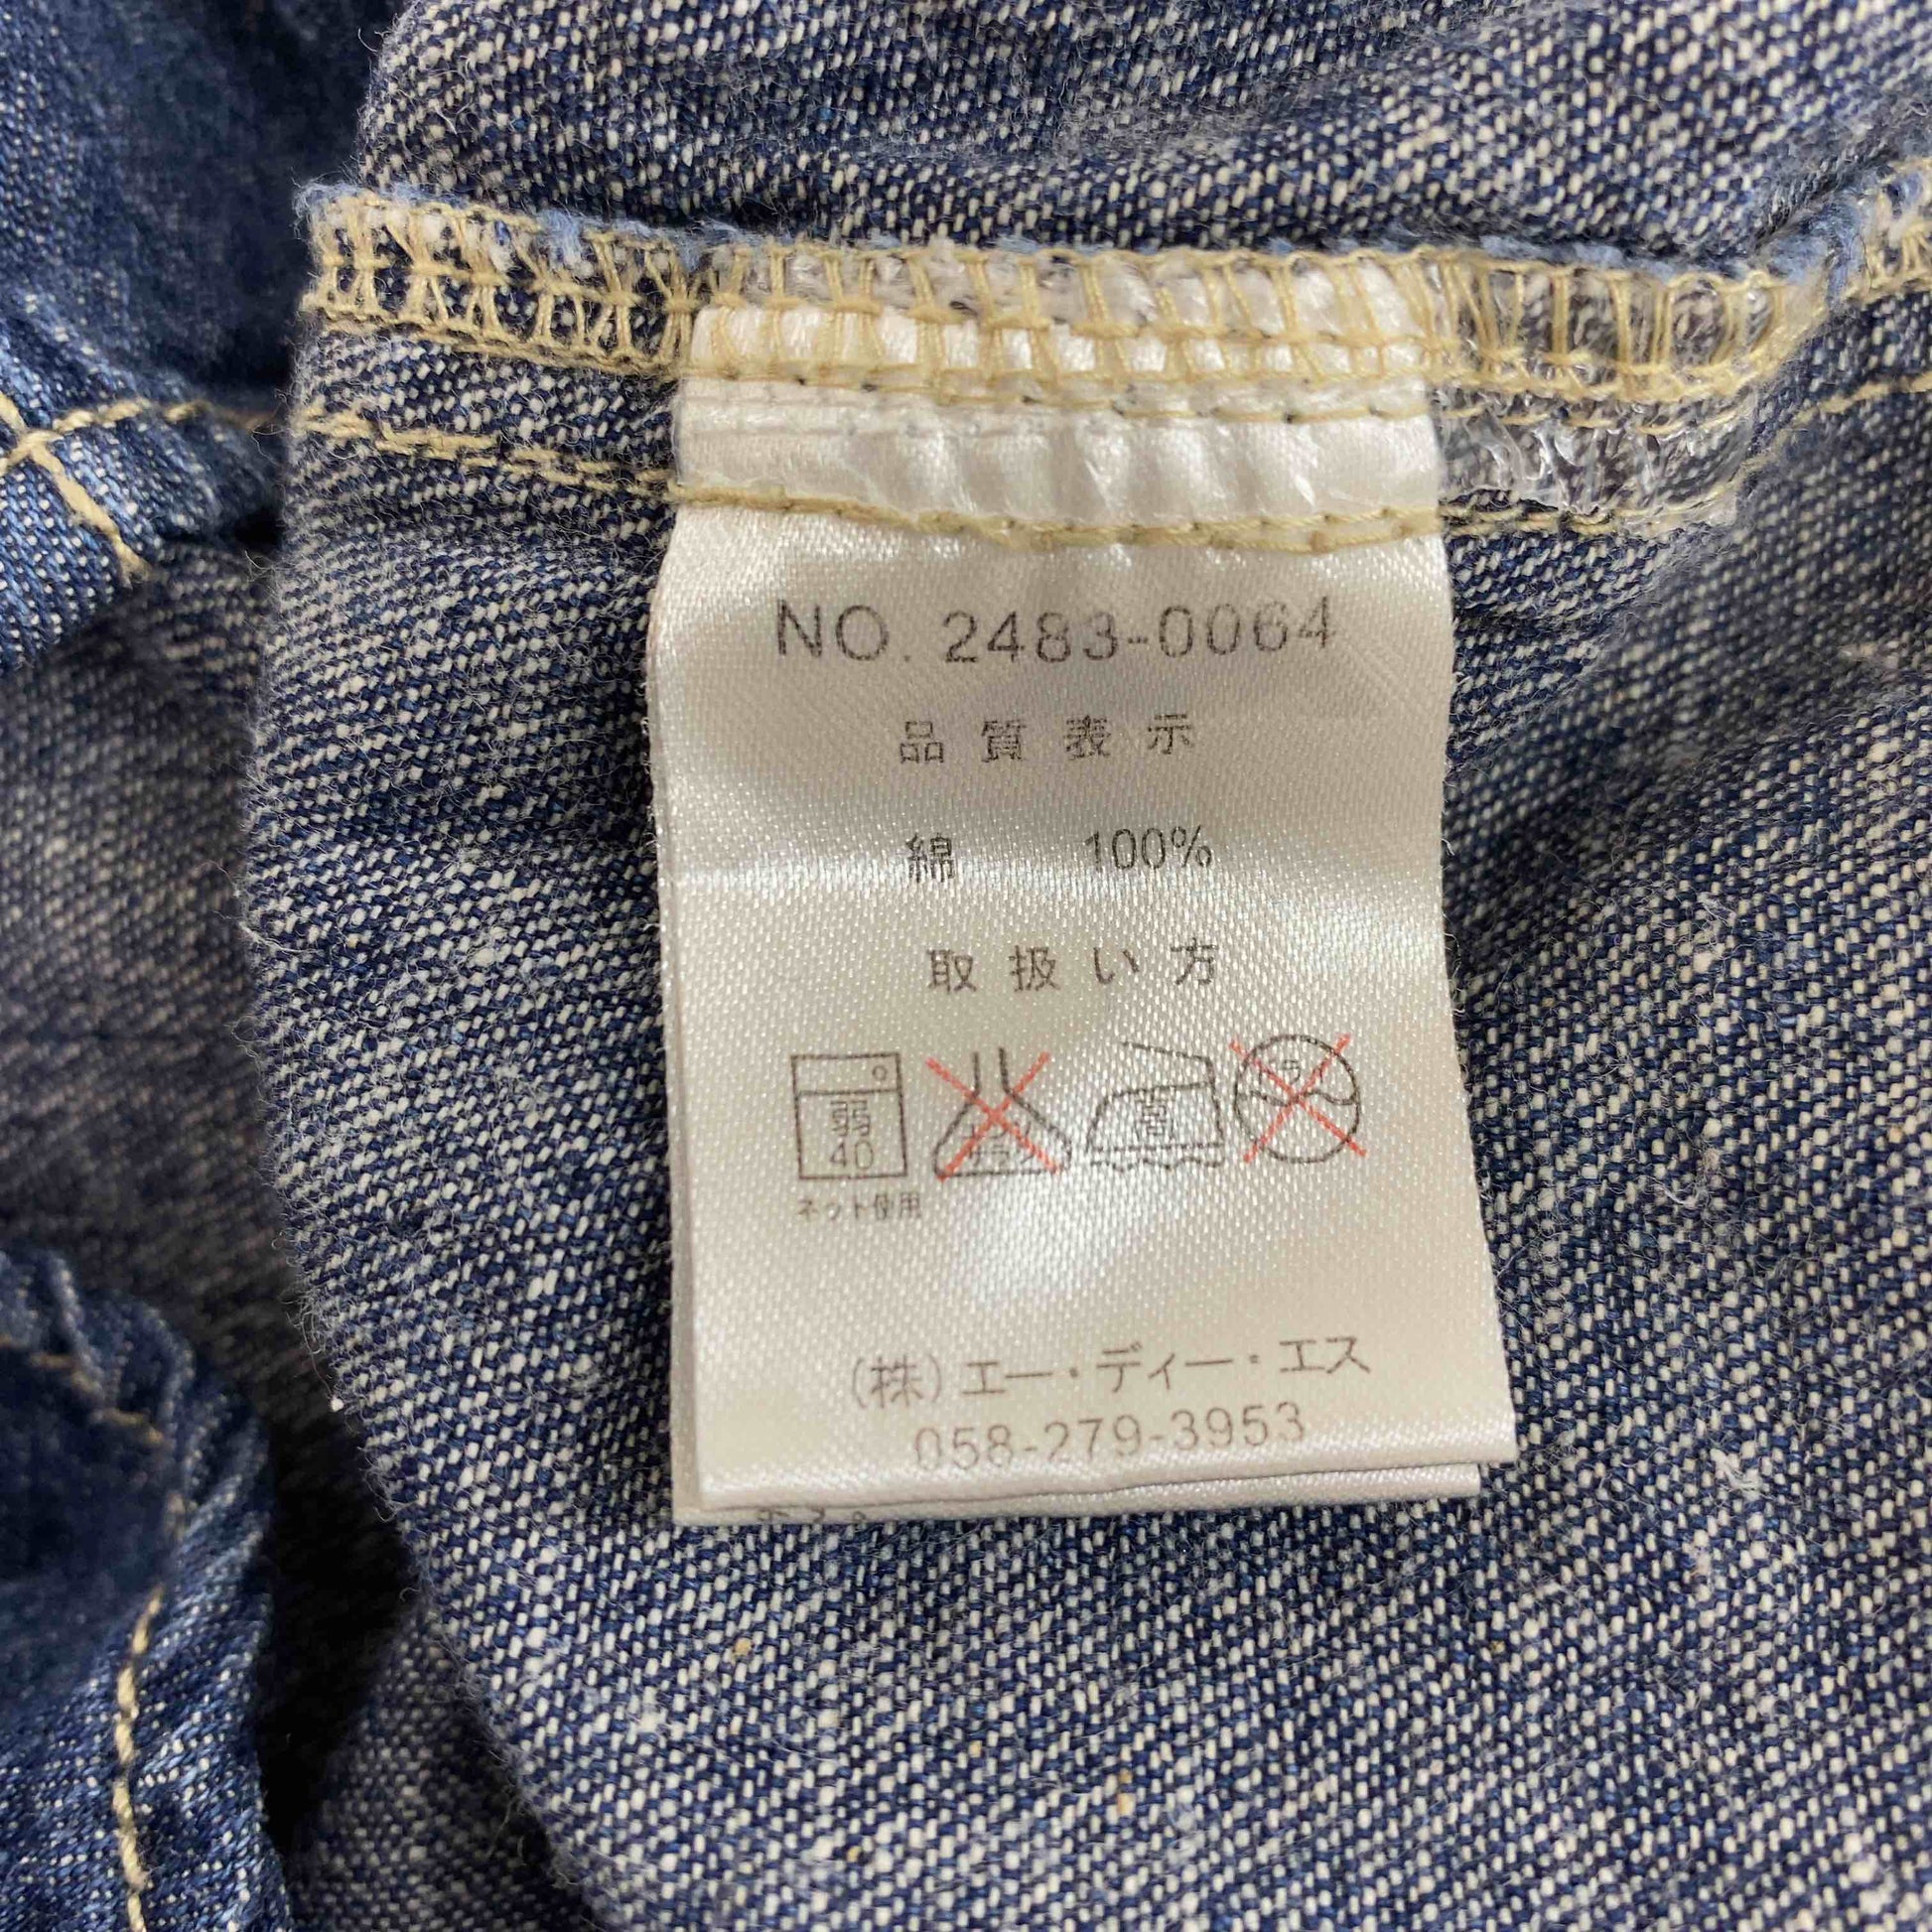 NO. 2483-0064
品質表示
綿 100%
取扱い方
弱
40
高
ネット使用
(株)エー・ディー・エス
058-279-3953